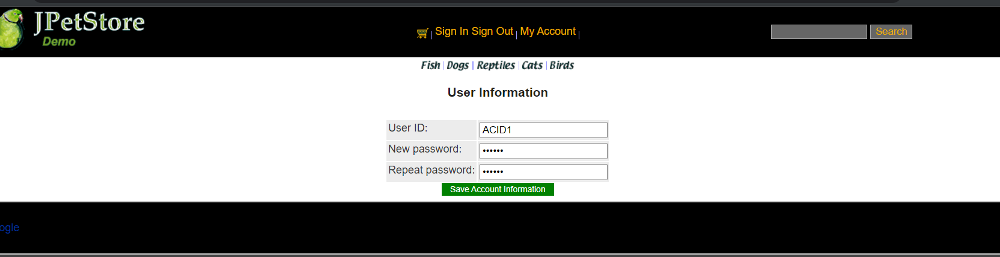 JPetStore
Demo
Sign In Sign Out My Account
Search
Fish Dogs Reptiles Cats Birds
User Information
User ID: ACID1
New password: ••••••
Repeat password: ••••••
Save Account Information
ogle